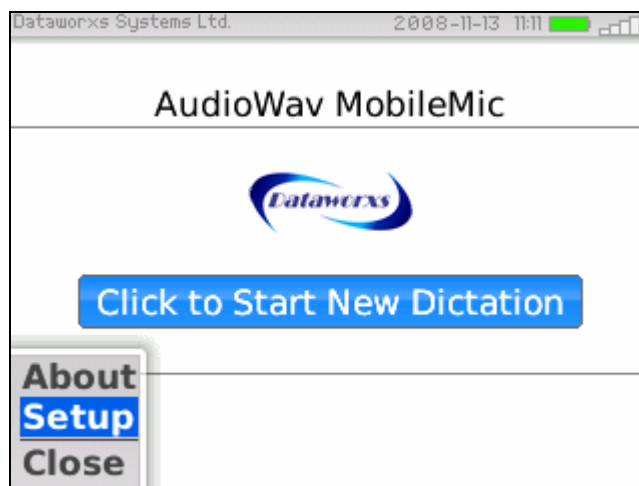 Dataworxs Systems Ltd. 2008-11-13 11:11
AudioWav MobileMic
Dataworxs
Click to Start New Dictation
About
Setup
Close